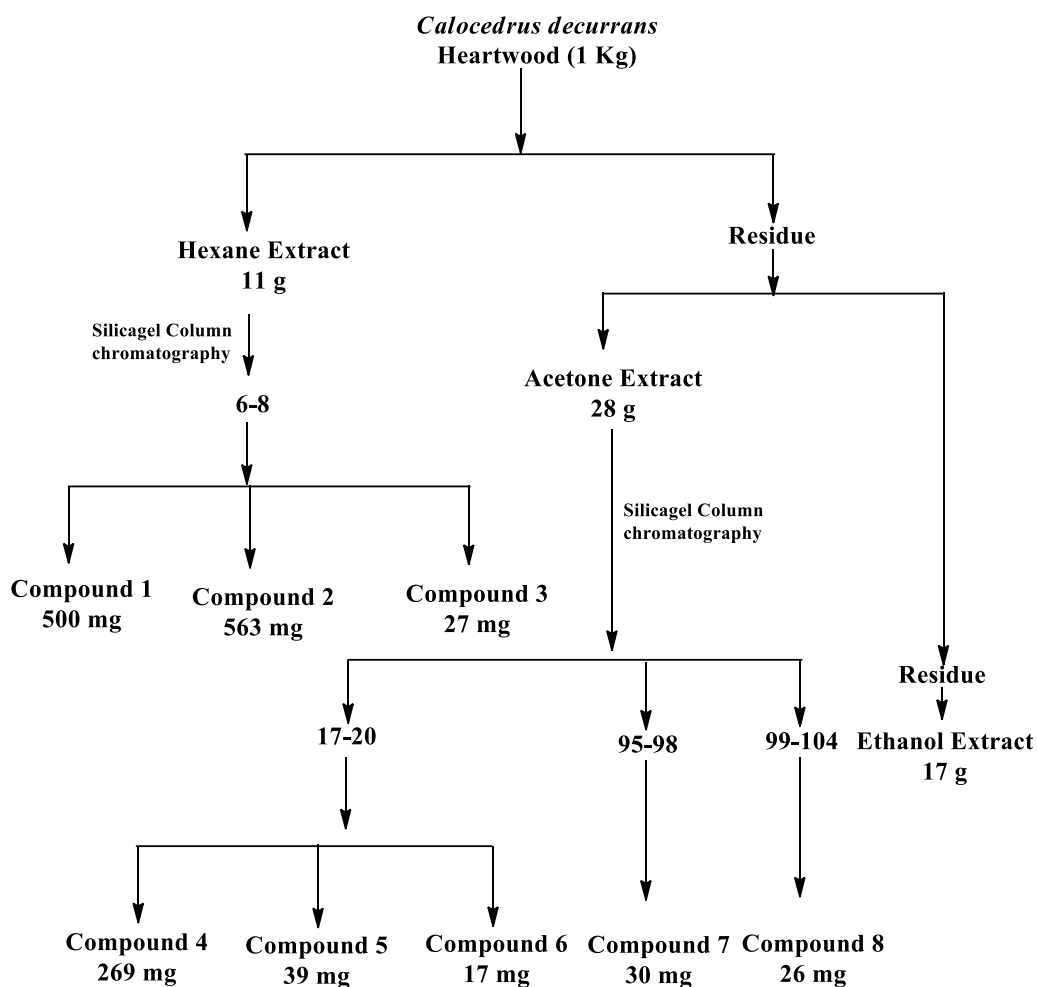 Calocedrus decurrans
Heartwood (1 Kg)
Hexane Extract
11 g
Residue
Silicagel Column
chromatography
6-8
Acetone Extract
28 g
Compound 1
500 mg
Compound 2
563 mg
Compound 3
27 mg
Silicagel Column
chromatography
17-20
95-98
99-104
Residue
Ethanol Extract
17 g
Compound 4
269 mg
Compound 5
39 mg
Compound 6
17 mg
Compound 7
30 mg
Compound 8
26 mg